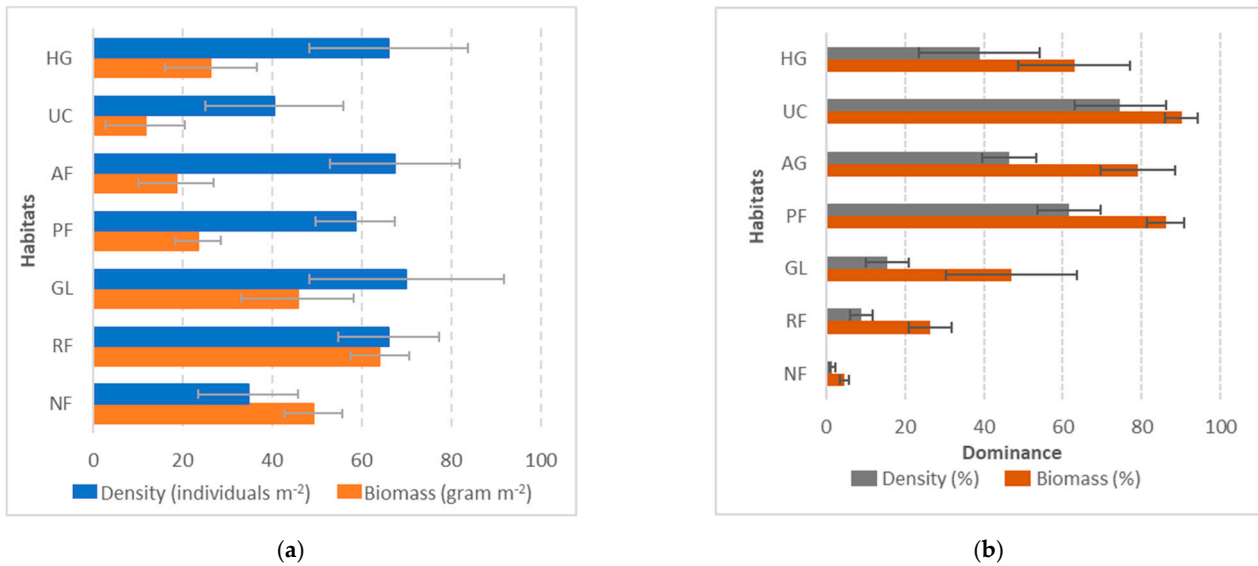 HG
UC
AF
PF
GL
RF
NF
Habitats
0 20 40 60 80 100
Density (individuals m⁻²) Biomass (gram m⁻²)
(a)
HG
UC
AG
PF
GL
RF
NF
Habitats
0 20 40 60 80 100
Dominance
Density (%) Biomass (%)
(b)